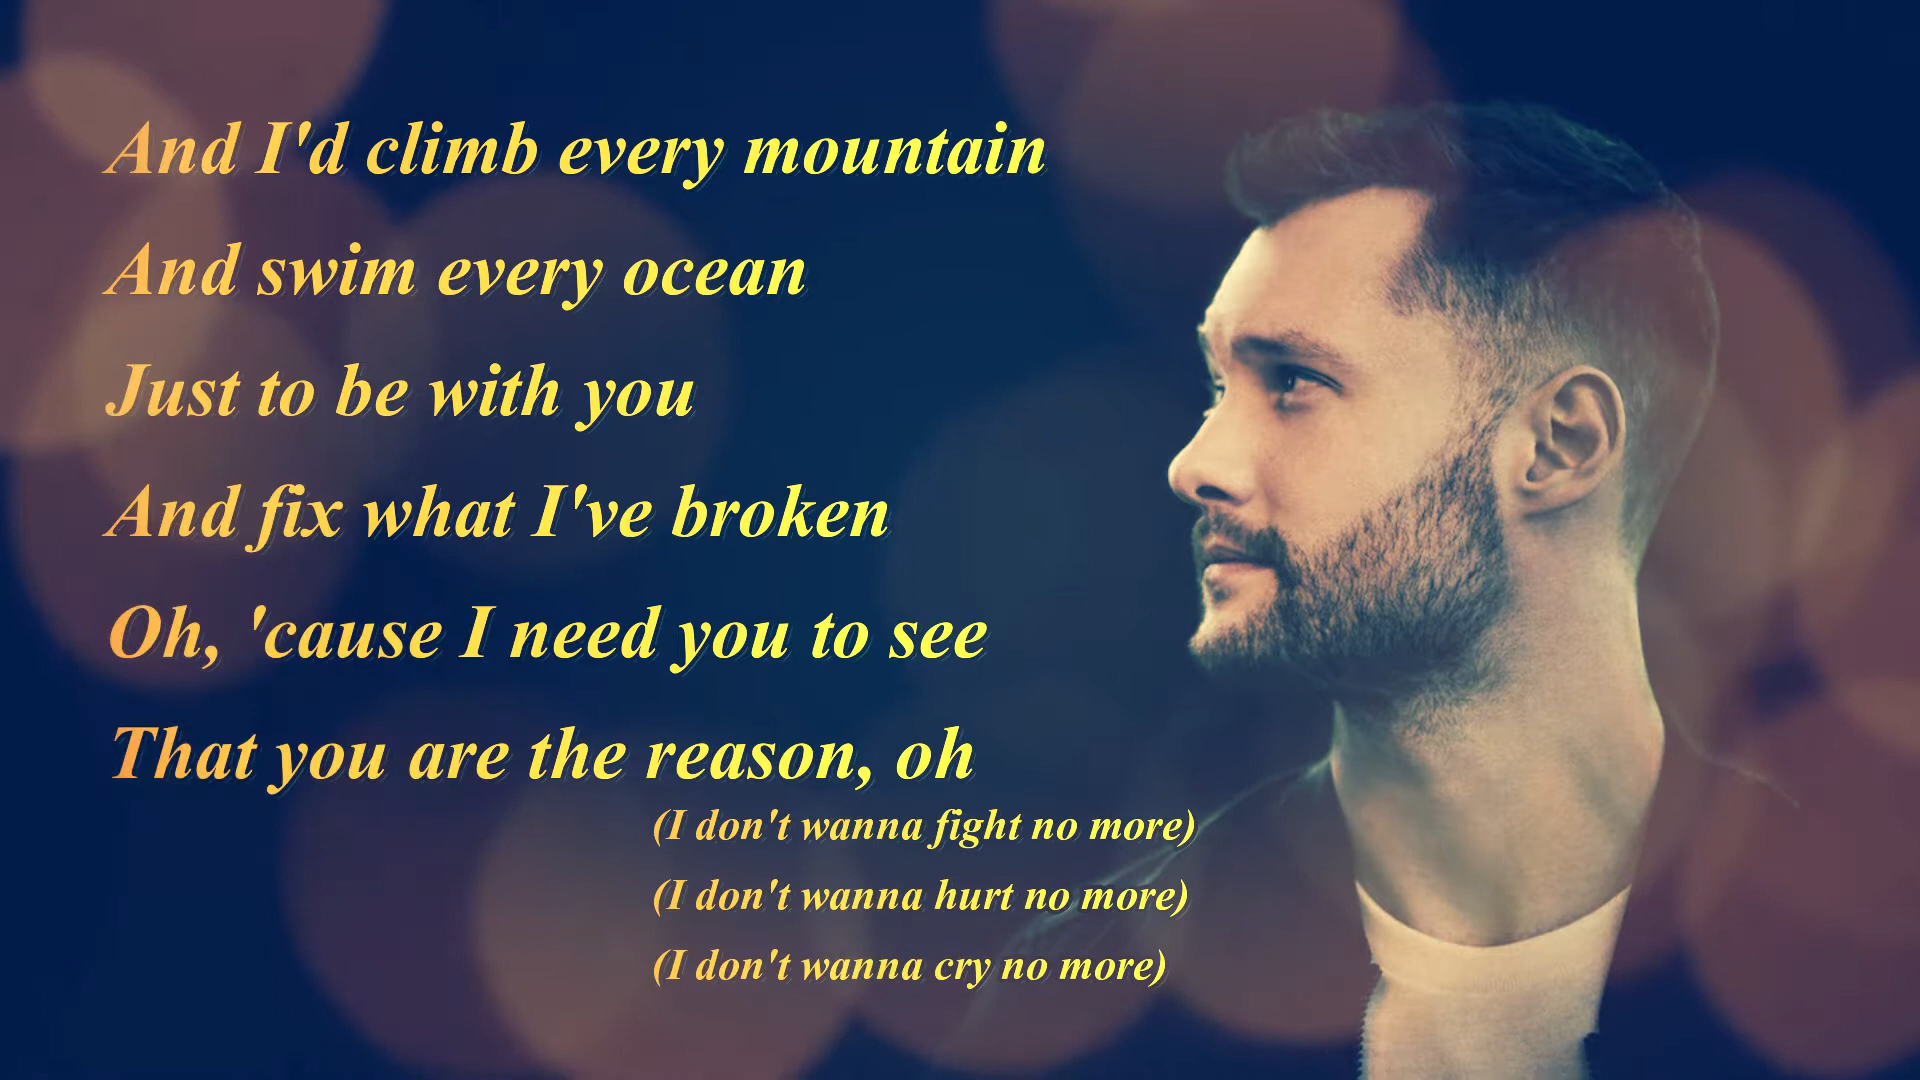 And I'd climb every mountain
And swim every ocean
Just to be with you
And fix what I've broken
Oh, 'cause I need you to see
That you are the reason, oh
(I don't wanna fight no more)
(I don't wanna hurt no more)
(I don't wanna cry no more)